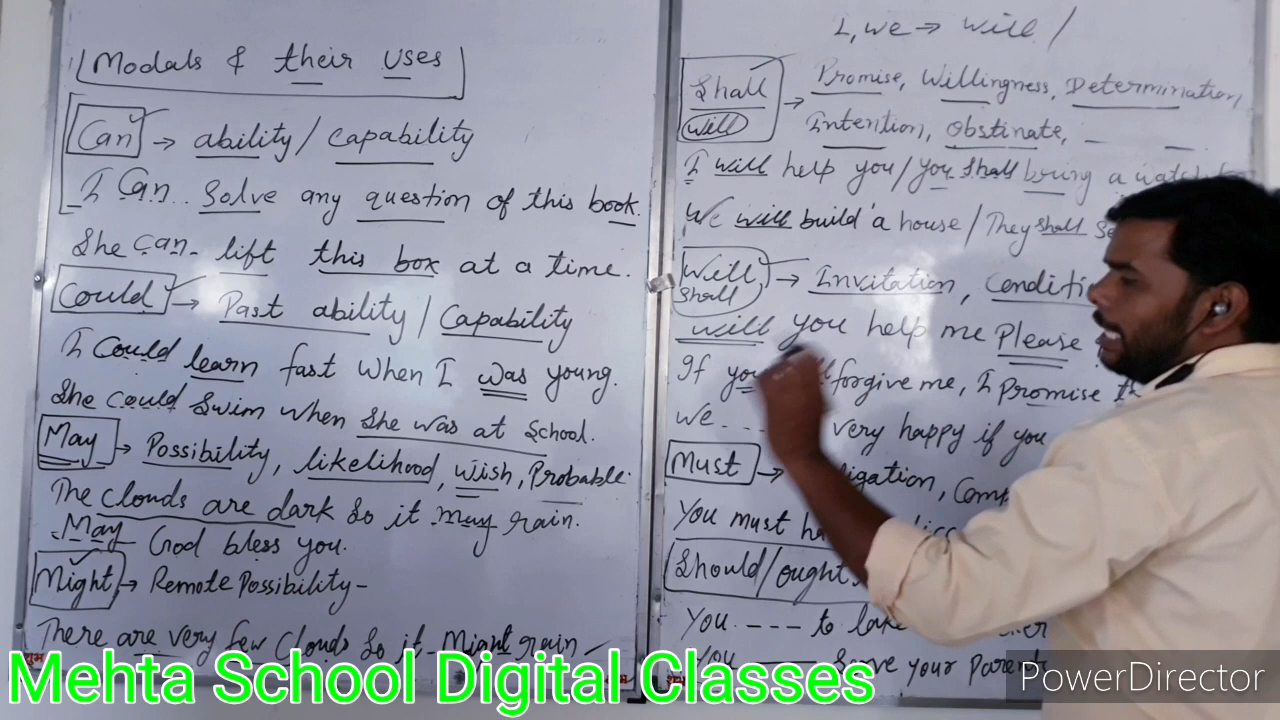 Modals & their uses
Can → ability / capability
I Can.. Solve any question of this book.
She can - lift this box at a time.
Could → Past ability / Capability
I Could learn fast when I was young.
She could swim when she was at School.
May → Possibility, likelihood, wish, Probable.
The clouds are dark so it may rain.
May God bless you.
Might → Remote Possibility -
There are very few clouds so it Might rain -
I, we → will /
Shall
Will → Promise, Willingness, Determination,
Intention, Obstinate,
I will help you / you shall bring a
We will build a house / They shall
Will
Shall → Invitation,
Will you help me Please
If forgive me, I promise
We ---- very happy if you
Must →
You must
Should / ought
You ---- to
You ---- Serve your
Mehta School Digital Classes
PowerDirector